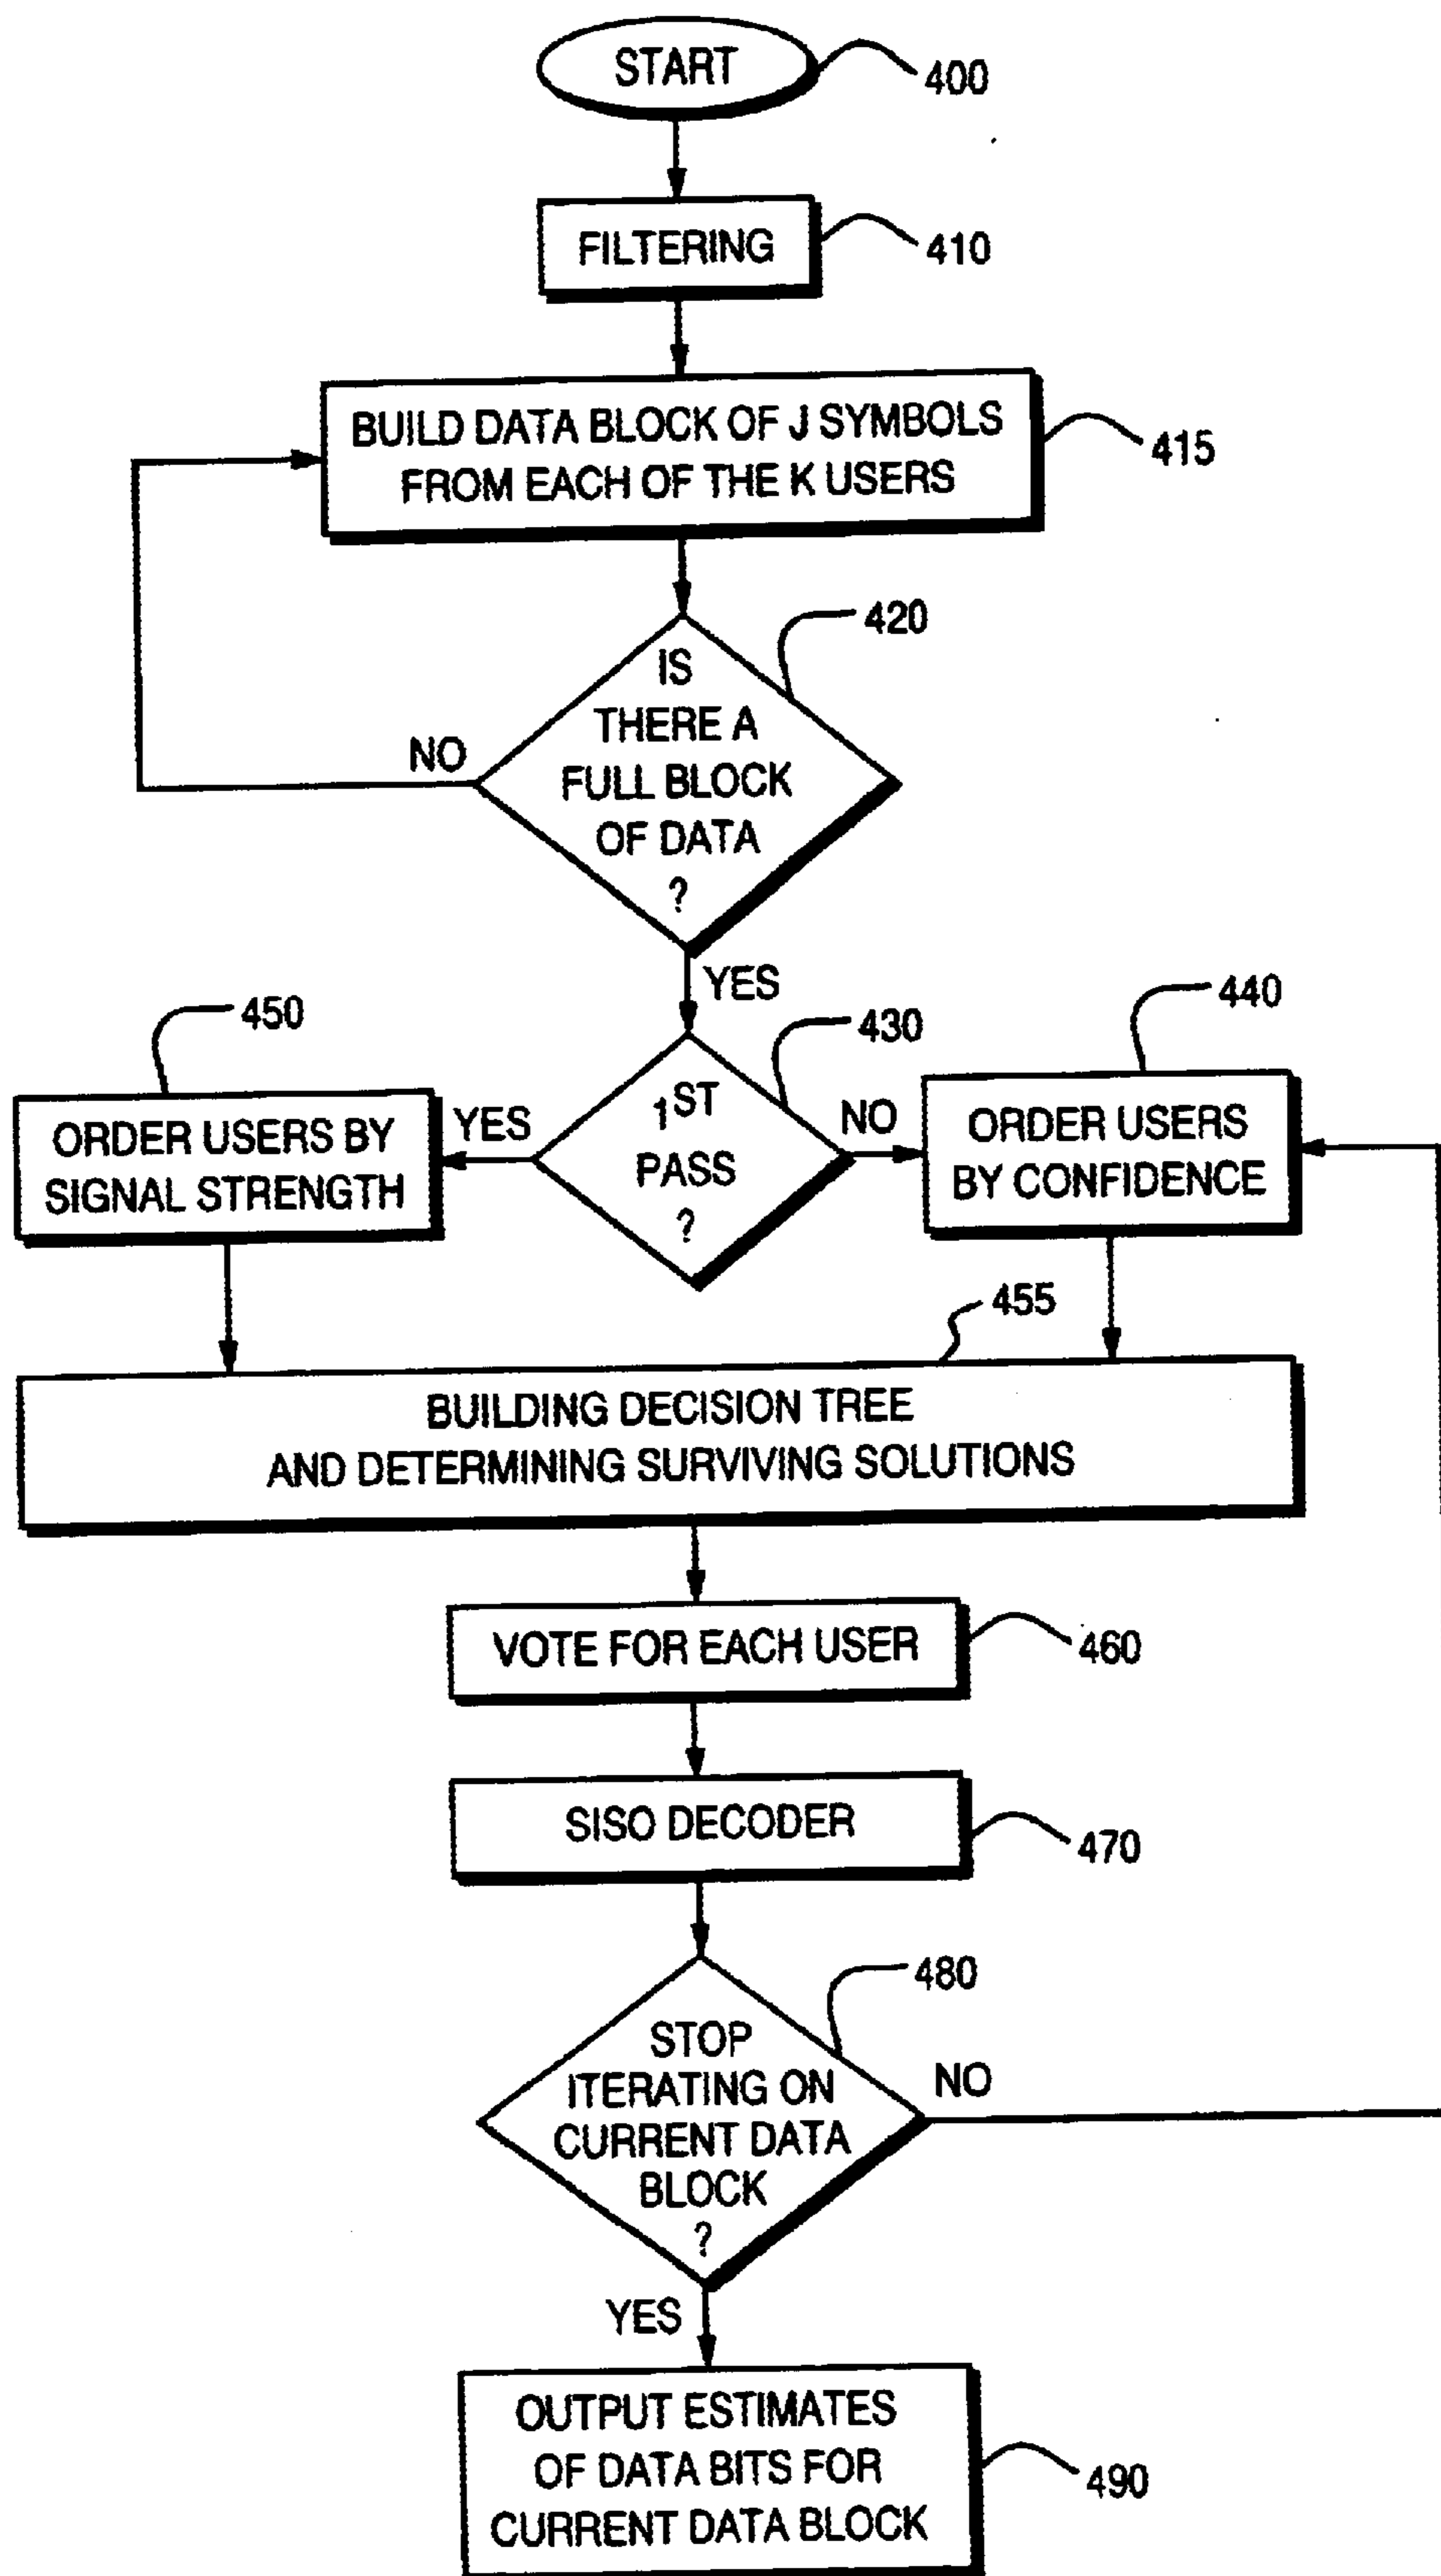 START
400
FILTERING
410
BUILD DATA BLOCK OF J SYMBOLS
FROM EACH OF THE K USERS
415
420
IS
THERE A
FULL BLOCK
OF DATA
?
NO
YES
450
430
440
ORDER USERS BY
SIGNAL STRENGTH
YES
1ST
PASS
?
NO
ORDER USERS
BY CONFIDENCE
455
BUILDING DECISION TREE
AND DETERMINING SURVIVING SOLUTIONS
VOTE FOR EACH USER
460
SISO DECODER
470
480
STOP
ITERATING ON
CURRENT DATA
BLOCK
?
NO
YES
OUTPUT ESTIMATES
OF DATA BITS FOR
CURRENT DATA BLOCK
490